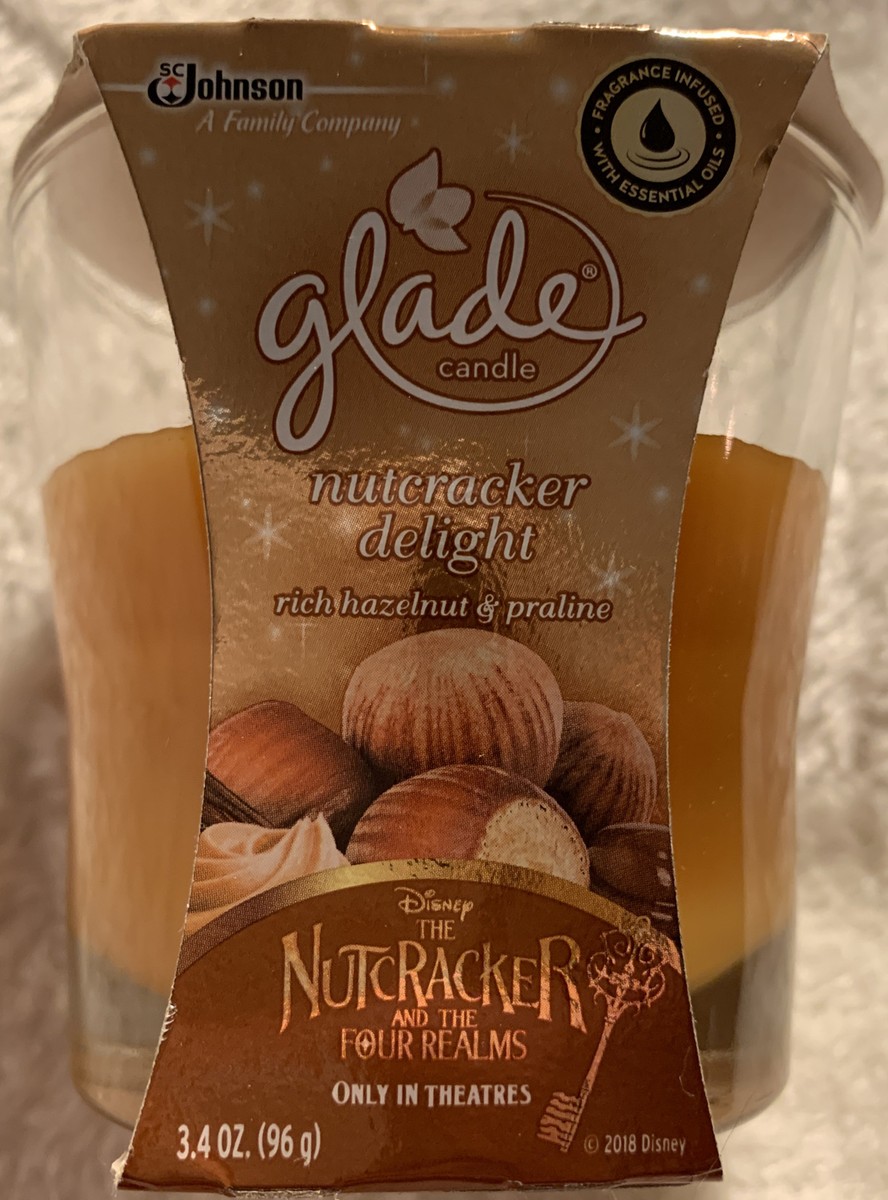 SC Johnson
A Family Company
FRAGRANCE INFUSED
WITH ESSENTIAL OILS
glade®
candle
nutcracker
delight
rich hazelnut & praline
Disney
THE
NUTCRACKER
AND THE
FOUR REALMS
ONLY IN THEATRES
3.4 OZ. (96 g)
© 2018 Disney